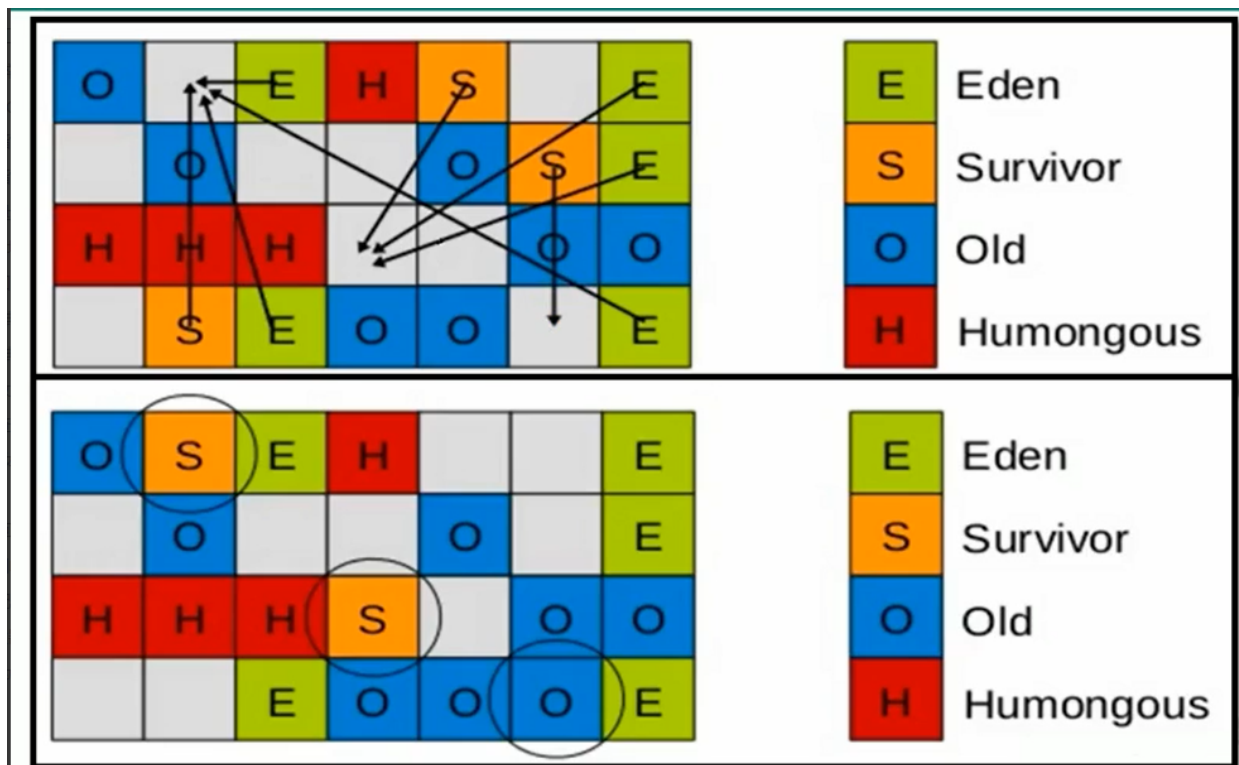 O E H S E
O O S E
H H H O O
S E O O E
E Eden
S Survivor
O Old
H Humongous
O S E H E
O O E
H H H S O O
E O O O E
E Eden
S Survivor
O Old
H Humongous